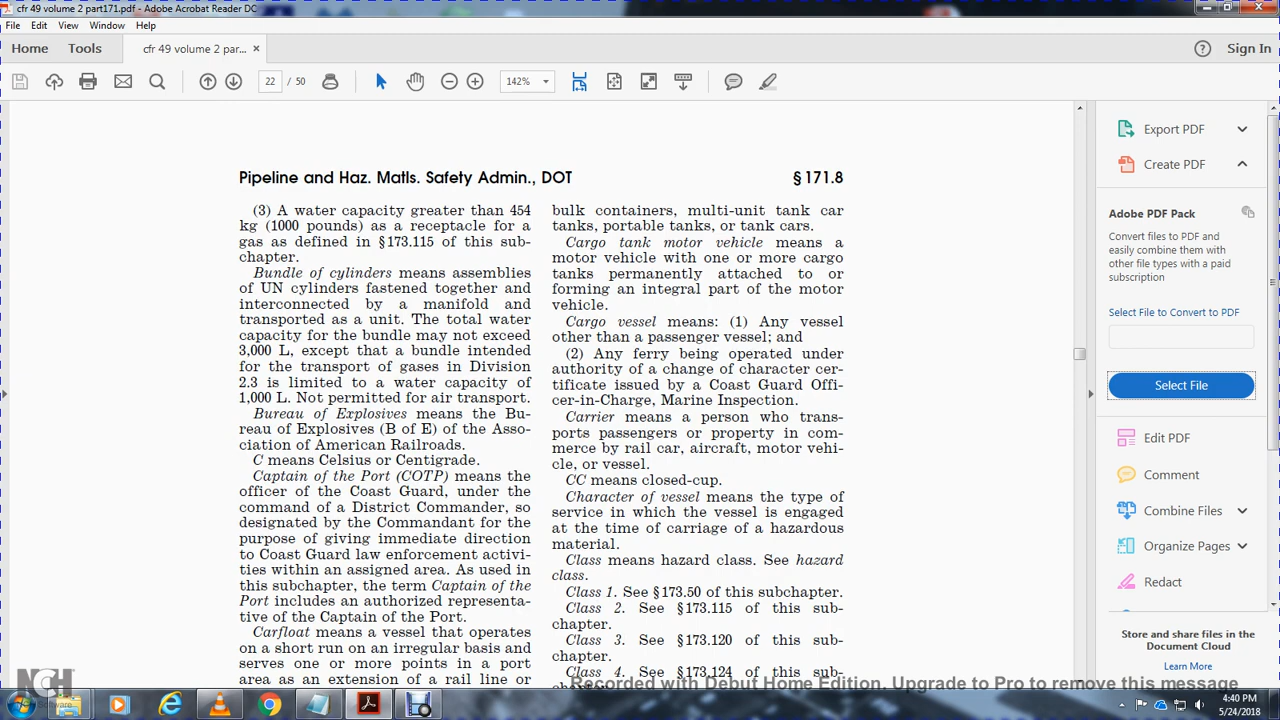 cfr 49 volume 2 part171.pdf - Adobe Acrobat Reader DC
File Edit View Window Help
Home Tools cfr 49 volume 2 par... × Sign In
22 / 50 142%
Pipeline and Haz. Matls. Safety Admin., DOT § 171.8
(3) A water capacity greater than 454
kg (1000 pounds) as a receptacle for a
gas as defined in §173.115 of this sub-
chapter.
Bundle of cylinders means assemblies
of UN cylinders fastened together and
interconnected by a manifold and
transported as a unit. The total water
capacity for the bundle may not exceed
3,000 L, except that a bundle intended
for the transport of gases in Division
2.3 is limited to a water capacity of
1,000 L. Not permitted for air transport.
Bureau of Explosives means the Bu-
reau of Explosives (B of E) of the Asso-
ciation of American Railroads.
C means Celsius or Centigrade.
Captain of the Port (COTP) means the
officer of the Coast Guard, under the
command of a District Commander, so
designated by the Commandant for the
purpose of giving immediate direction
to Coast Guard law enforcement activi-
ties within an assigned area. As used in
this subchapter, the term Captain of the
Port includes an authorized representa-
tive of the Captain of the Port.
Carfloat means a vessel that operates
on a short run on an irregular basis and
serves one or more points in a port
area as an extension of a rail line or
bulk containers, multi-unit tank car
tanks, portable tanks, or tank cars.
Cargo tank motor vehicle means a
motor vehicle with one or more cargo
tanks permanently attached to or
forming an integral part of the motor
vehicle.
Cargo vessel means: (1) Any vessel
other than a passenger vessel; and
(2) Any ferry being operated under
authority of a change of character cer-
tificate issued by a Coast Guard Offi-
cer-in-Charge, Marine Inspection.
Carrier means a person who trans-
ports passengers or property in com-
merce by rail car, aircraft, motor vehi-
cle, or vessel.
CC means closed-cup.
Character of vessel means the type of
service in which the vessel is engaged
at the time of carriage of a hazardous
material.
Class means hazard class. See hazard
class.
Class 1. See §173.50 of this subchapter.
Class 2. See §173.115 of this sub-
chapter.
Class 3. See §173.120 of this sub-
chapter.
Class 4. See §173.124 of this sub-
Export PDF
Create PDF
Adobe PDF Pack
Convert files to PDF and
easily combine them with
other file types with a paid
subscription
Select File to Convert to PDF
Select File
Edit PDF
Comment
Combine Files
Organize Pages
Redact
Store and share files in the
Document Cloud
Learn More
Recorded with Debut Home Edition. Upgrade to Pro to remove this message
NCH
Software
4:40 PM
5/24/2018